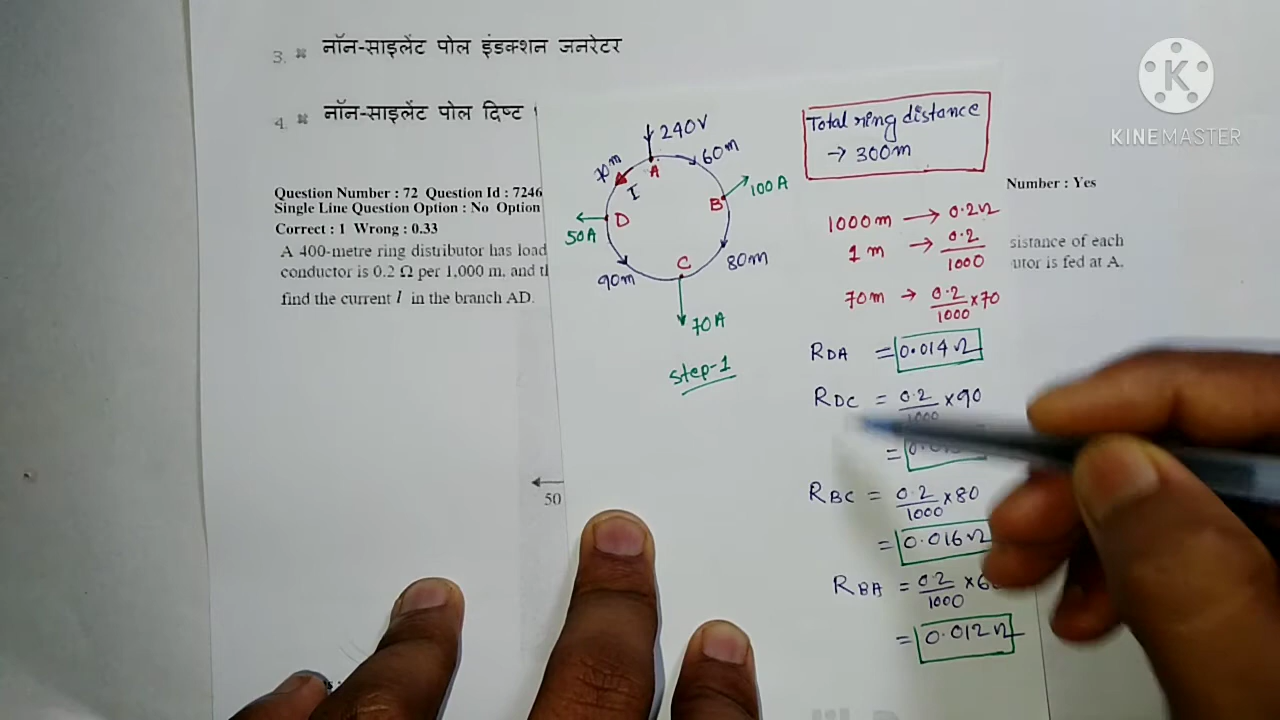 3. नॉन-साइलेंट पोल इंडक्शन जनरेटर
4. नॉन-साइलेंट पोल दिष्ट
Question Number : 72 Question Id : 7246
Single Line Question Option : No Option
Correct : 1 Wrong : 0.33
A 400-metre ring distributor has load
conductor is 0.2 Ω per 1,000 m, and t
find the current I in the branch AD.
Number : Yes
sistance of each
utor is fed at A.
50
240V
60m
70m
A
I
B
100A
D
50A
C
80m
90m
70A
Step-1
Total ring distance
→ 300m
1000m → 0.2Ω
1m → 0.2/1000
70m → 0.2/1000 ×70
RDA = 0.014Ω
RDC = 0.2/1000 ×90
=
RBC = 0.2/1000 ×80
= 0.016Ω
RBA = 0.2/1000 ×6
= 0.012Ω
K
KINEMASTER